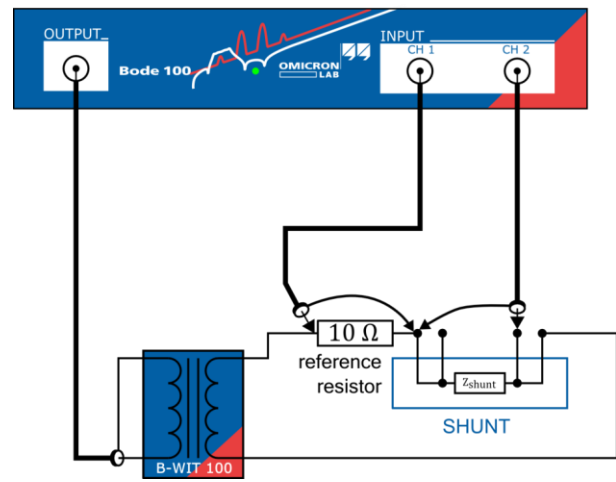 OUTPUT
INPUT
CH 1
CH 2
Bode 100
OMICRON
LAB
10 Ω
reference
resistor
Zshunt
SHUNT
B-WIT 100